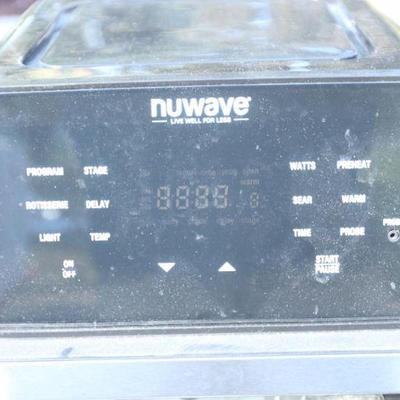 nuwave
LIVE WELL FOR LESS
PROGRAM STAGE WATTS PREHEAT
ROTISSERIE DELAY SEAR WARM
LIGHT TEMP TIME PROBE
ON
OFF
START
PAUSE